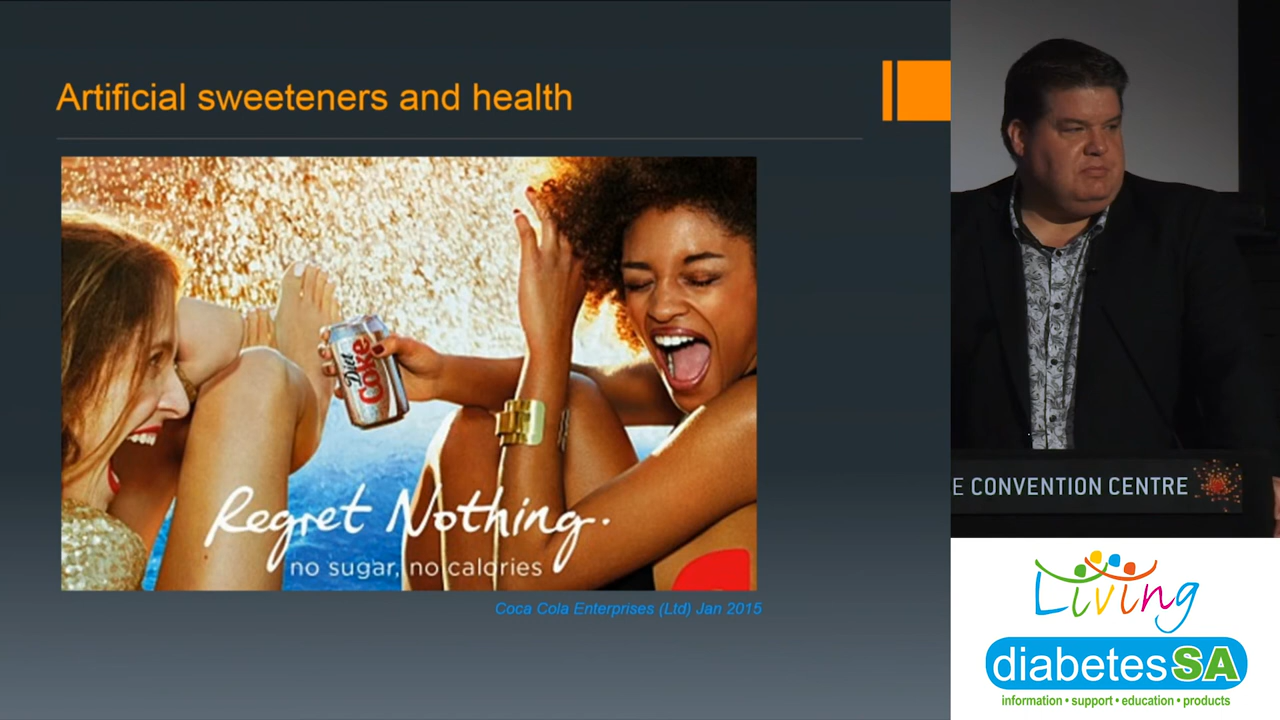 Artificial sweeteners and health
Diet
Coke
Regret Nothing.
no sugar, no calories
Coca Cola Enterprises (Ltd) Jan 2015
E CONVENTION CENTRE
Living
diabetesSA
information • support • education • products